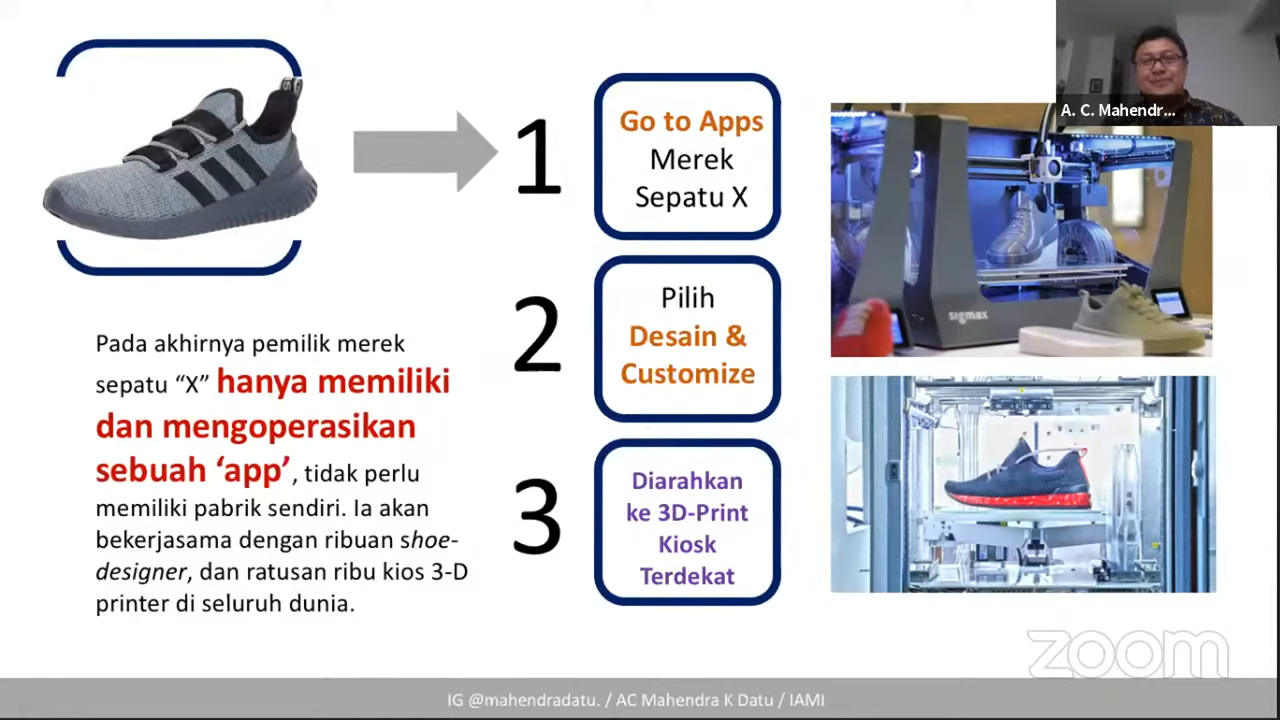 A. C. Mahendr...
1
Go to Apps
Merek
Sepatu X
2
Pilih
Desain &
Customize
3
Diarahkan
ke 3D-Print
Kiosk
Terdekat
Pada akhirnya pemilik merek
sepatu “X” hanya memiliki
dan mengoperasikan
sebuah ‘app’, tidak perlu
memiliki pabrik sendiri. Ia akan
bekerjasama dengan ribuan shoe-
designer, dan ratusan ribu kios 3-D
printer di seluruh dunia.
sigmax
zoom
IG @mahendradatu. / AC Mahendra K Datu / IAMI